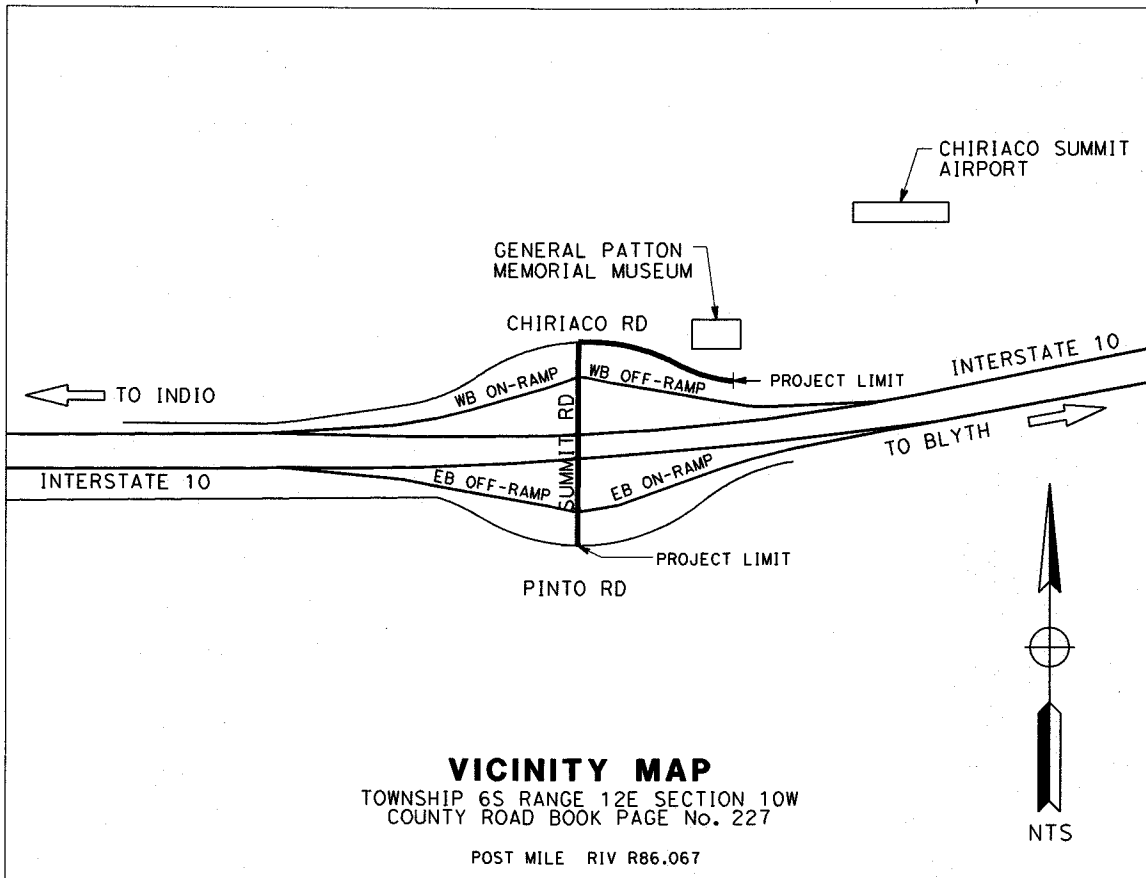 CHIRIACO SUMMIT
AIRPORT
GENERAL PATTON
MEMORIAL MUSEUM
CHIRIACO RD
WB ON-RAMP
WB OFF-RAMP
PROJECT LIMIT
INTERSTATE 10
TO INDIO
SUMMIT RD
TO BLYTH
INTERSTATE 10
EB OFF-RAMP
EB ON-RAMP
PROJECT LIMIT
PINTO RD
VICINITY MAP
TOWNSHIP 6S RANGE 12E SECTION 10W
COUNTY ROAD BOOK PAGE No. 227
POST MILE RIV R86.067
NTS